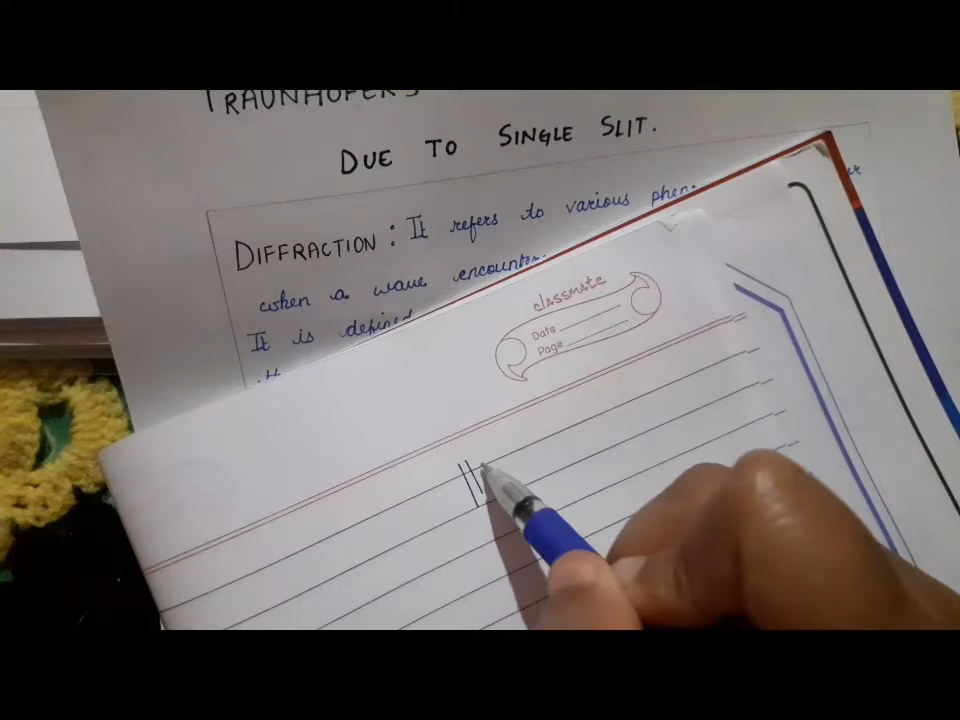 FRAUNHOFER'S
DUE TO SINGLE SLIT.
DIFFRACTION : It refers to various
when a wave encounter
It is defined
classmate
Date
Page